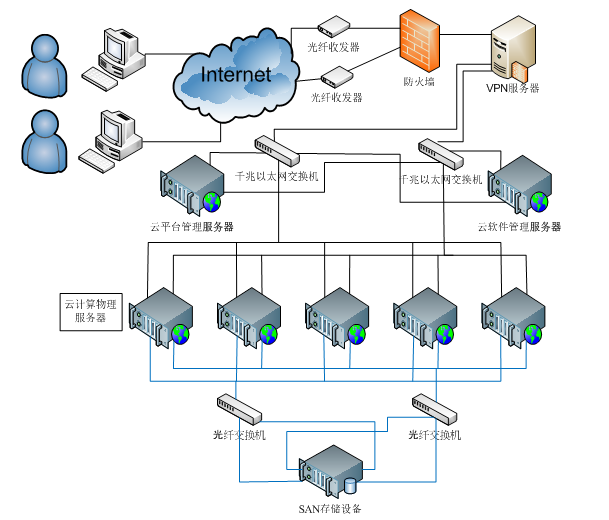 光纤收发器
Internet
光纤收发器
防火墙
VPN服务器
千兆以太网交换机
千兆以太网交换机
云平台管理服务器
云软件管理服务器
云计算物理
服务器
光纤交换机
光纤交换机
SAN存储设备